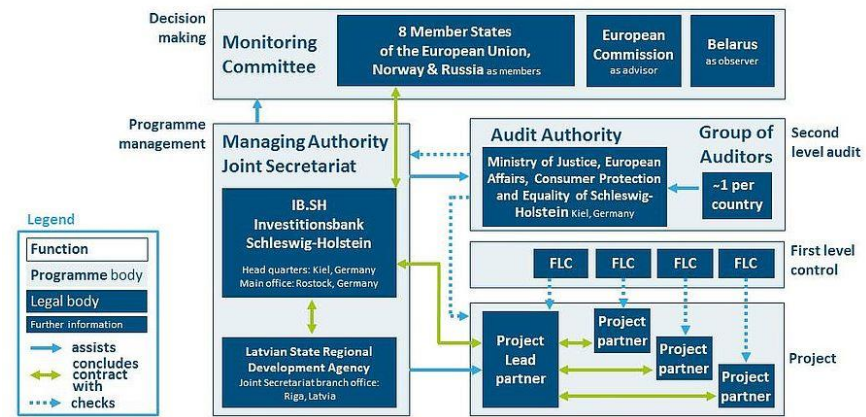 Decision
making
Monitoring
Committee
8 Member States
of the European Union,
Norway & Russia as members
European
Commission
as advisor
Belarus
as observer
Programme
management
Managing Authority
Joint Secretariat
IB.SH
Investitionsbank
Schleswig-Holstein
Head quarters: Kiel, Germany
Main office: Rostock, Germany
Latvian State Regional
Development Agency
Joint Secretariat branch office:
Riga, Latvia
Audit Authority
Ministry of Justice, European
Affairs, Consumer Protection
and Equality of Schleswig-
Holstein Kiel, Germany
Group of
Auditors
~1 per
country
Second
level audit
FLC
FLC
FLC
FLC
First level
control
Project
Lead
partner
Project
partner
Project
partner
Project
partner
Project
Legend
Function
Programme body
Legal body
Further information
assists
concludes
contract
with
checks